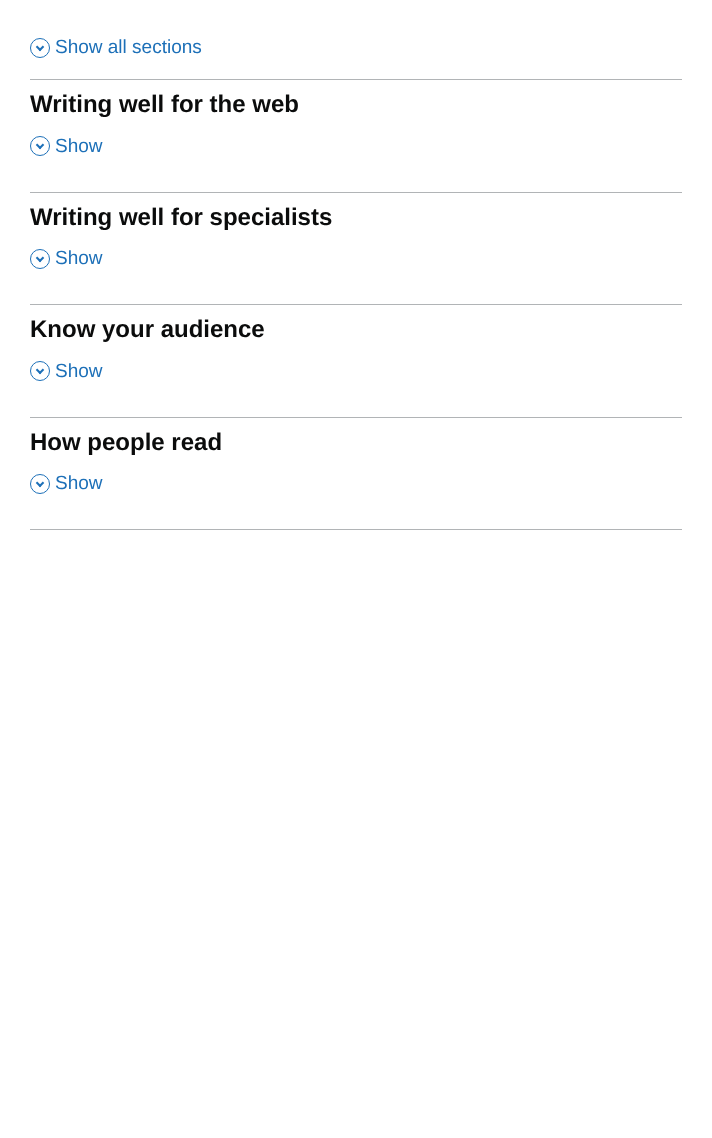 Show all sections
Writing well for the web
Show
Writing well for specialists
Show
Know your audience
Show
How people read
Show